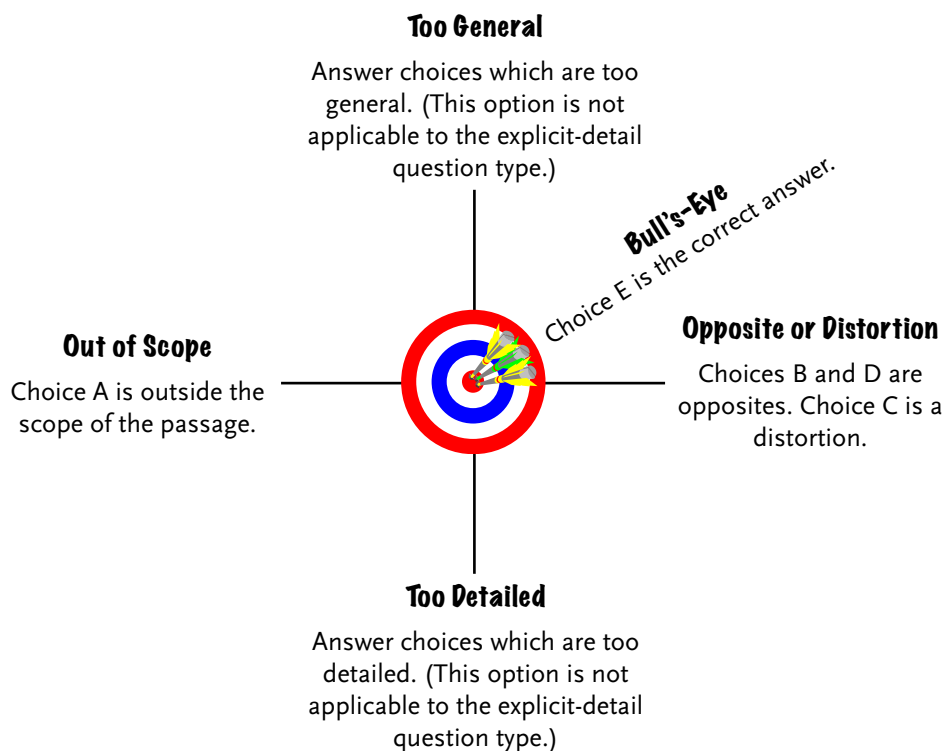 Too General
Answer choices which are too
general. (This option is not
applicable to the explicit-detail
question type.)
Bull's-Eye
Choice E is the correct answer.
Out of Scope
Choice A is outside the
scope of the passage.
Opposite or Distortion
Choices B and D are
opposites. Choice C is a
distortion.
Too Detailed
Answer choices which are too
detailed. (This option is not
applicable to the explicit-detail
question type.)